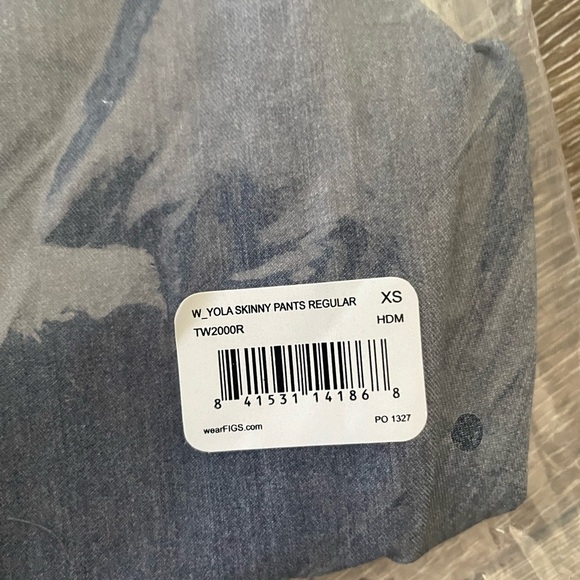 W_YOLA SKINNY PANTS REGULAR XS
TW2000R HDM
8 41531 14186 8
wearFIGS.com PO 1327